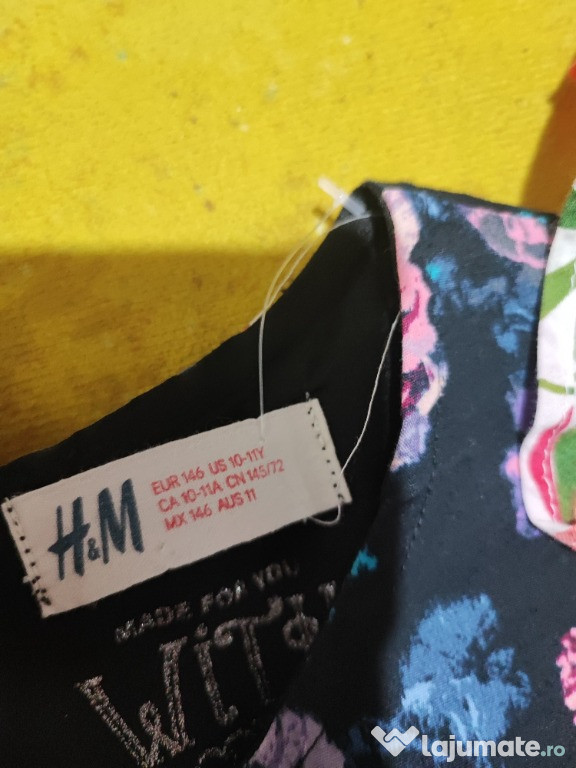 H&M
EUR 146 US 10-11Y
CA 10-11A CN 145/72
MX 146 AUS 11
MADE FOR YOU
lajumate.ro